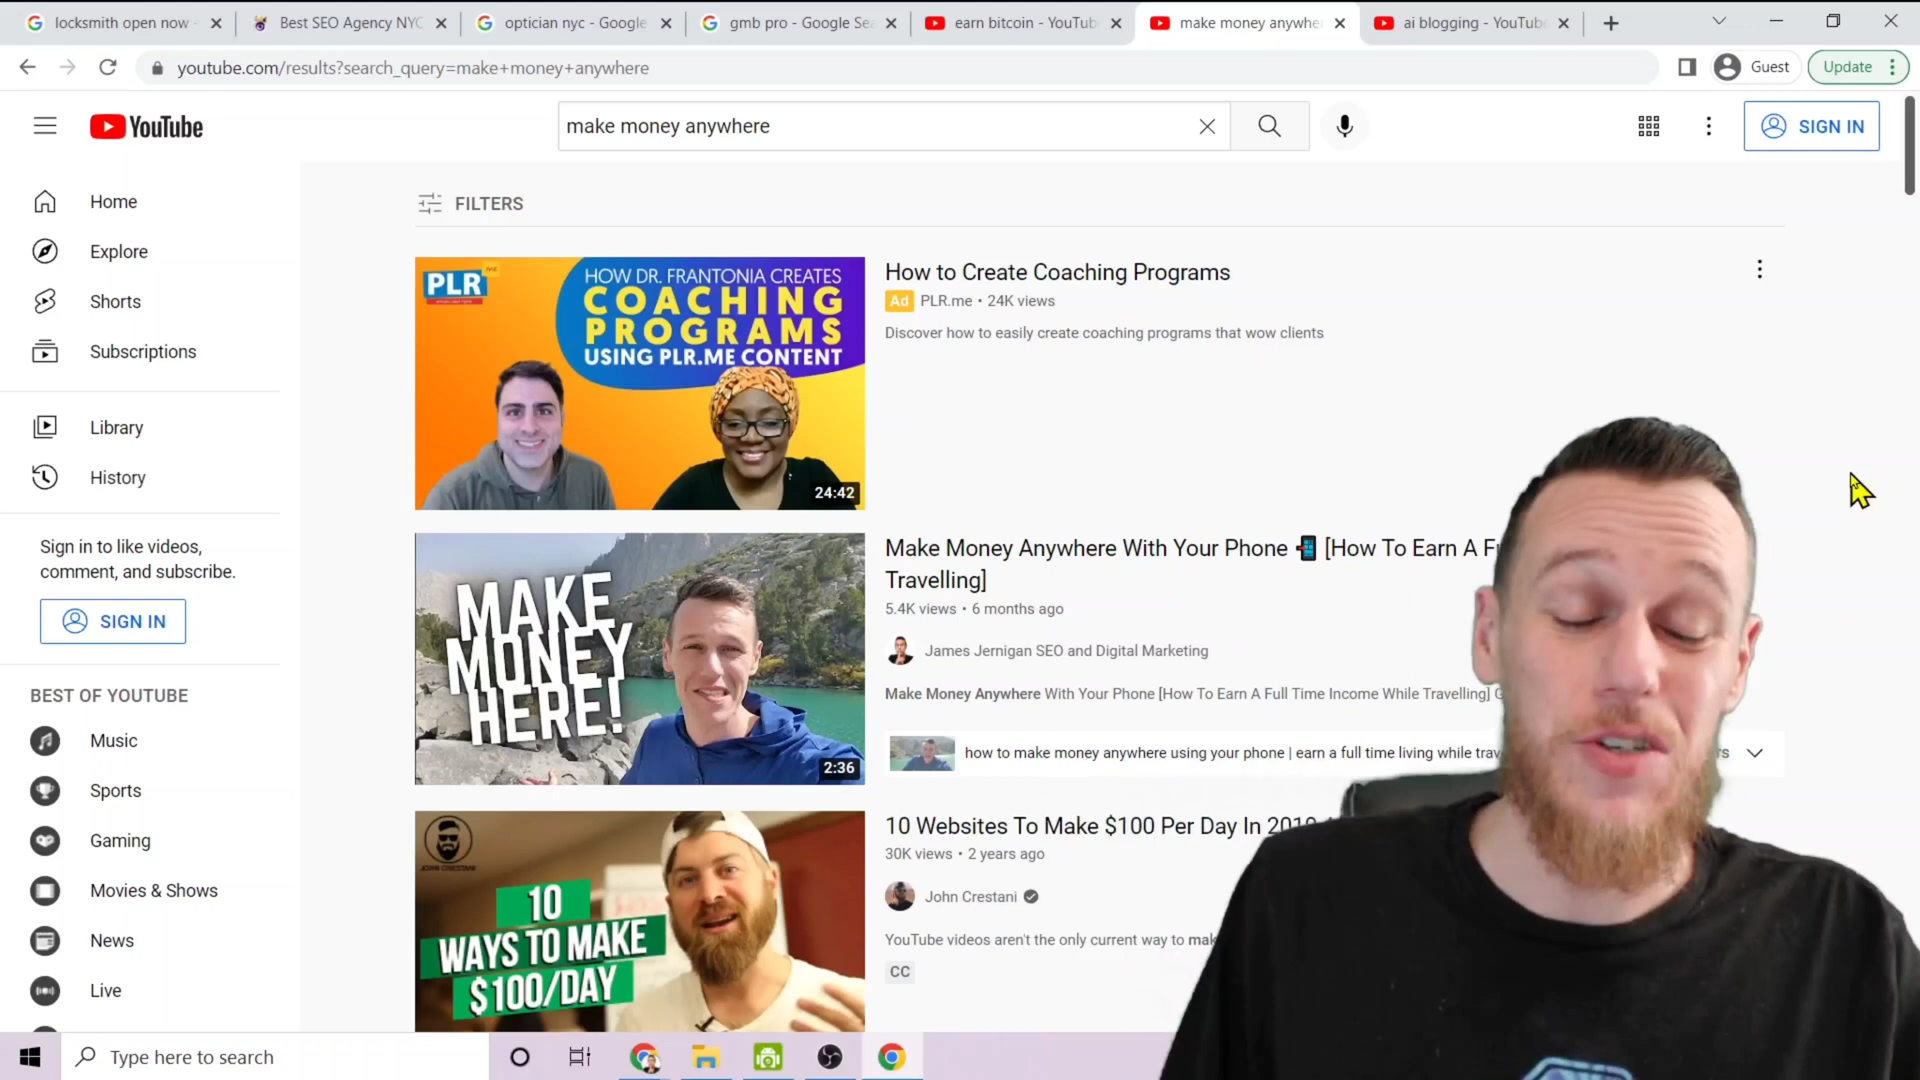 locksmith open now -
Best SEO Agency NYC
optician nyc - Google
gmb pro - Google Sea
earn bitcoin - YouTube
make money anywhe
ai blogging - YouTube
youtube.com/results?search_query=make+money+anywhere
Guest
Update
YouTube
make money anywhere
SIGN IN
Home
Explore
Shorts
Subscriptions
Library
History
Sign in to like videos,
comment, and subscribe.
SIGN IN
BEST OF YOUTUBE
Music
Sports
Gaming
Movies & Shows
News
Live
FILTERS
PLR
HOW DR. FRANTONIA CREATES
COACHING
PROGRAMS
USING PLR.ME CONTENT
24:42
How to Create Coaching Programs
Ad PLR.me • 24K views
Discover how to easily create coaching programs that wow clients
MAKE
MONEY
HERE!
2:36
Make Money Anywhere With Your Phone 📲 [How To Earn A F
Travelling]
5.4K views • 6 months ago
James Jernigan SEO and Digital Marketing
Make Money Anywhere With Your Phone [How To Earn A Full Time Income While Travelling]
how to make money anywhere using your phone | earn a full time living while trav
rs
JOHN CRESTANI
10
WAYS TO MAKE
$100/DAY
10 Websites To Make $100 Per Day In 2019
30K views • 2 years ago
John Crestani
YouTube videos aren't the only current way to mak
CC
Type here to search